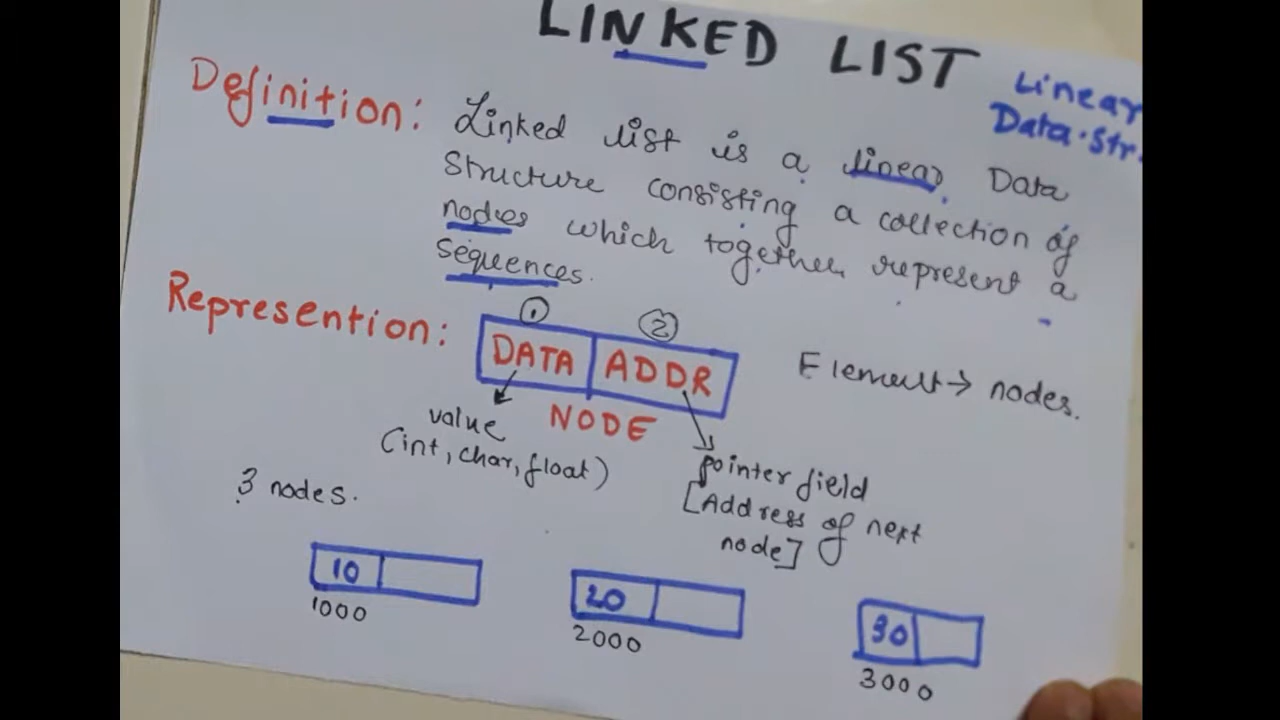 LINKED LIST
Linear
Data.Str.
Definition: Linked list is a linear Data
Structure consisting a collection of
nodes which together represent a
sequences.
Represention:
1 2
DATA ADDR
NODE
Element → nodes.
value
(int, char, float)
pointer field
[Address of next
node]
3 nodes.
10 20 30
1000 2000 3000